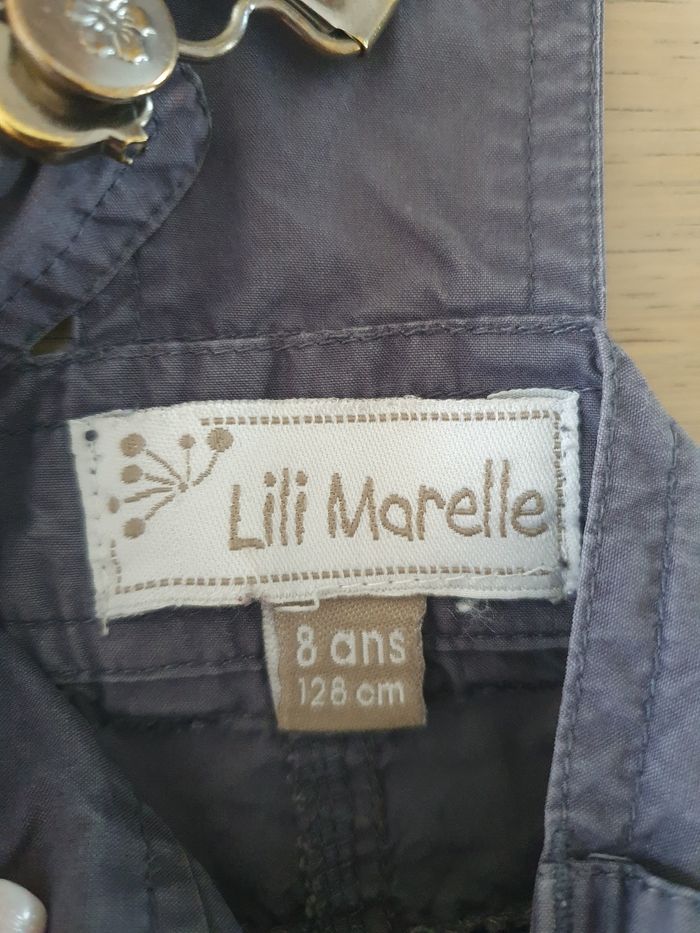 Lili Marelle
8 ans
128 cm